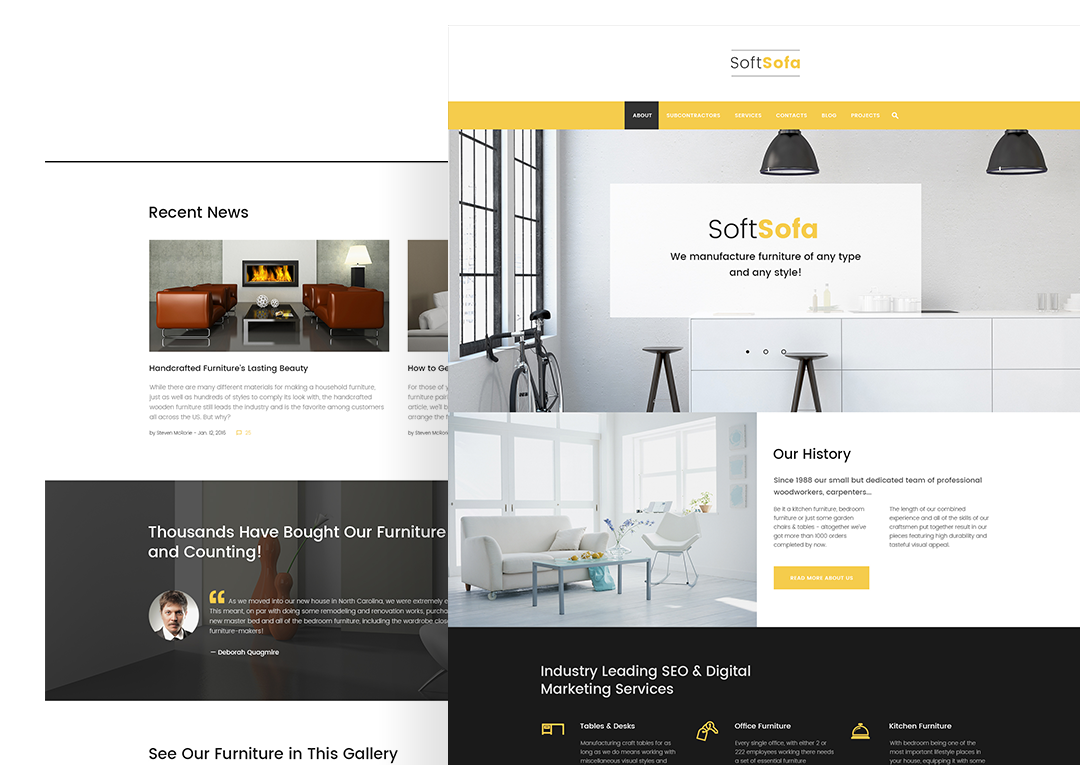 SoftSofa
ABOUT SUBCONTRACTORS SERVICES CONTACTS BLOG PROJECTS
SoftSofa
We manufacture furniture of any type
and any style!
Our History
Since 1988 our small but dedicated team of professional
woodworkers, carpenters...
Be it a kitchen furniture, bedroom
furniture or just some garden
chairs & tables - altogether we've
got more than 1000 orders
completed by now.
The length of our combined
experience and all of the skills of our
craftsmen put together result in our
pieces featuring high durability and
tasteful visual appeal.
READ MORE ABOUT US
Industry Leading SEO & Digital
Marketing Services
Tables & Desks
Manufacturing craft tables for as
long as we do means working with
miscellaneous visual styles and
Office Furniture
Every single office, with either 2 or
222 employees working there needs
a set of essential furniture
Kitchen Furniture
With bedroom being one of the
most important lifestyle places in
your house, equipping it with some
Recent News
Handcrafted Furniture's Lasting Beauty
While there are many different materials for making a household furniture,
just as well as hundreds of styles to comply its look with, the handcrafted
wooden furniture still leads the industry and is the favorite among customers
all across the US. But why?
by Steven McRorie - Jan. 12, 2016
How to Ge
For those of y
furniture pairi
article, we'll b
arrange the f
by Steven McRori
Thousands Have Bought Our Furniture
and Counting!
As we moved into our new house in North Carolina, we were extremely e
This meant, on par with doing some remodeling and renovation works, purcha
new master bed and all of the bedroom furniture, including the wardrobe close
furniture-makers!
— Deborah Quagmire
See Our Furniture in This Gallery